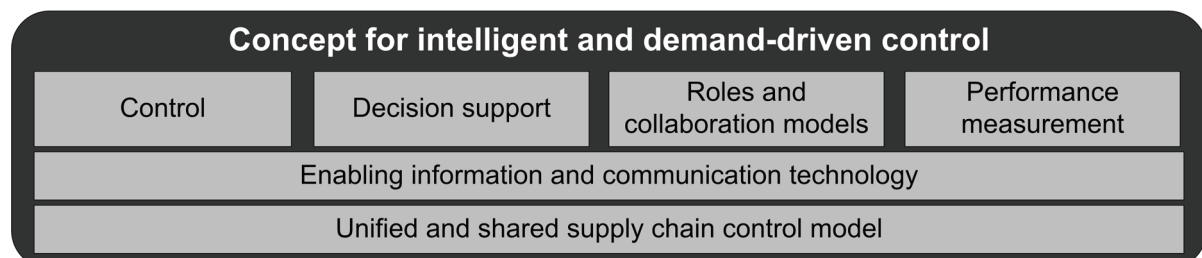 Concept for intelligent and demand-driven control
Control
Decision support
Roles and
collaboration models
Performance
measurement
Enabling information and communication technology
Unified and shared supply chain control model